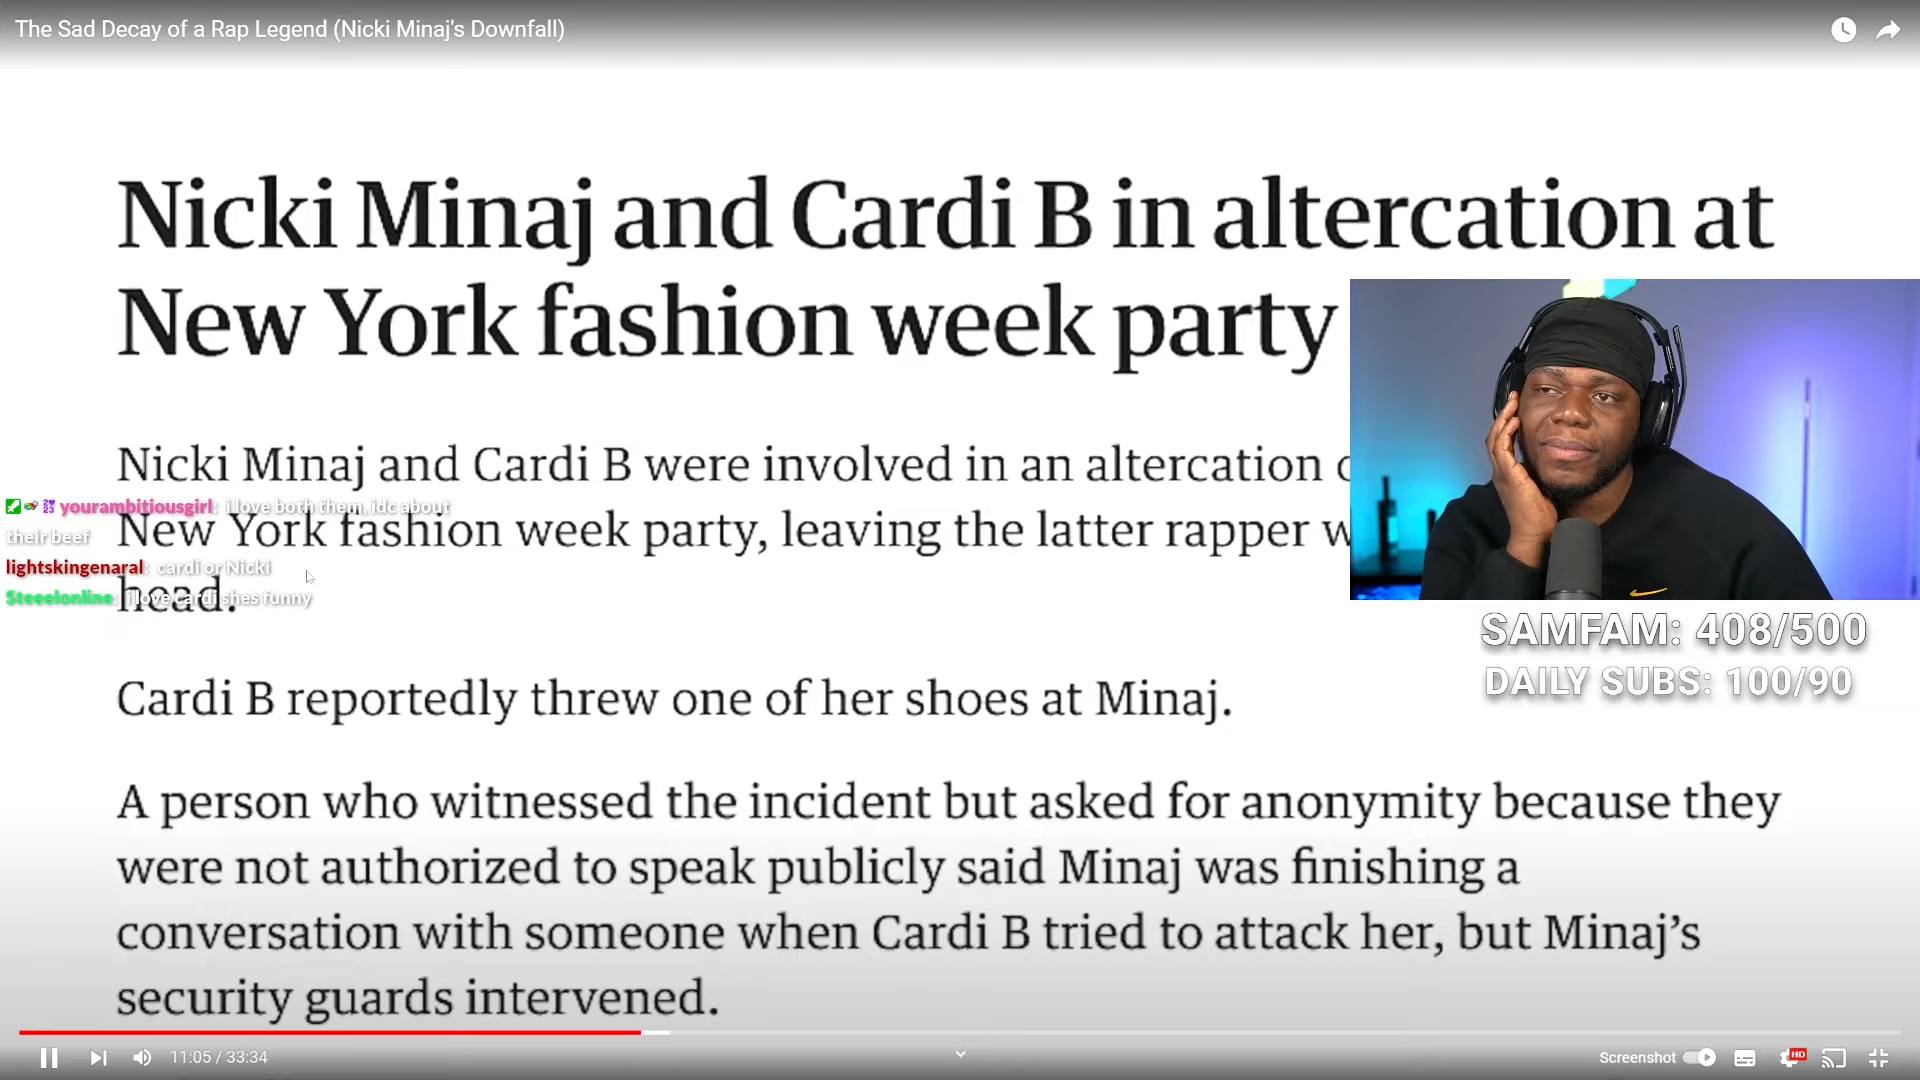 The Sad Decay of a Rap Legend (Nicki Minaj's Downfall)
Nicki Minaj and Cardi B in altercation at
New York fashion week party
Nicki Minaj and Cardi B were involved in an altercation
New York fashion week party, leaving the latter rapper
head.
Cardi B reportedly threw one of her shoes at Minaj.
A person who witnessed the incident but asked for anonymity because they
were not authorized to speak publicly said Minaj was finishing a
conversation with someone when Cardi B tried to attack her, but Minaj’s
security guards intervened.
yourambitiousgirl: i love both them, idc about
their beef
lightskingenaral: cardi or Nicki
Steeelonline: i love cardi shes funny
SAMFAM: 408/500
DAILY SUBS: 100/90
11:05 / 33:34
Screenshot
HD